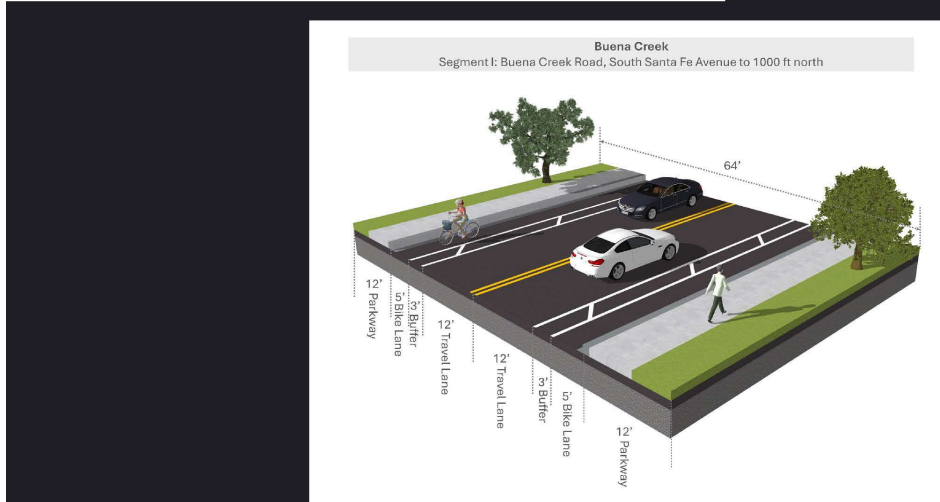 Buena Creek
Segment I: Buena Creek Road, South Santa Fe Avenue to 1000 ft north
64’
12’ Parkway
5’ Bike Lane
3’ Buffer
12’ Travel Lane
12’ Travel Lane
3’ Buffer
5’ Bike Lane
12’ Parkway